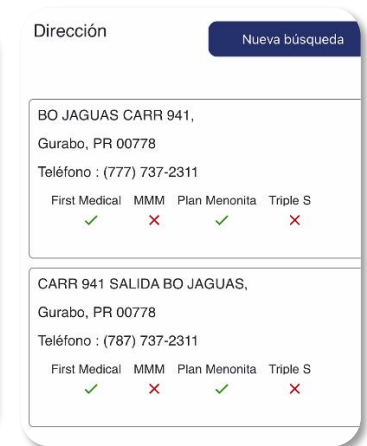 Dirección
Nueva búsqueda
BO JAGUAS CARR 941,
Gurabo, PR 00778
Teléfono : (777) 737-2311
First Medical MMM Plan Menonita Triple S
✓ ✕ ✓ ✕
CARR 941 SALIDA BO JAGUAS,
Gurabo, PR 00778
Teléfono : (787) 737-2311
First Medical MMM Plan Menonita Triple S
✓ ✕ ✓ ✕